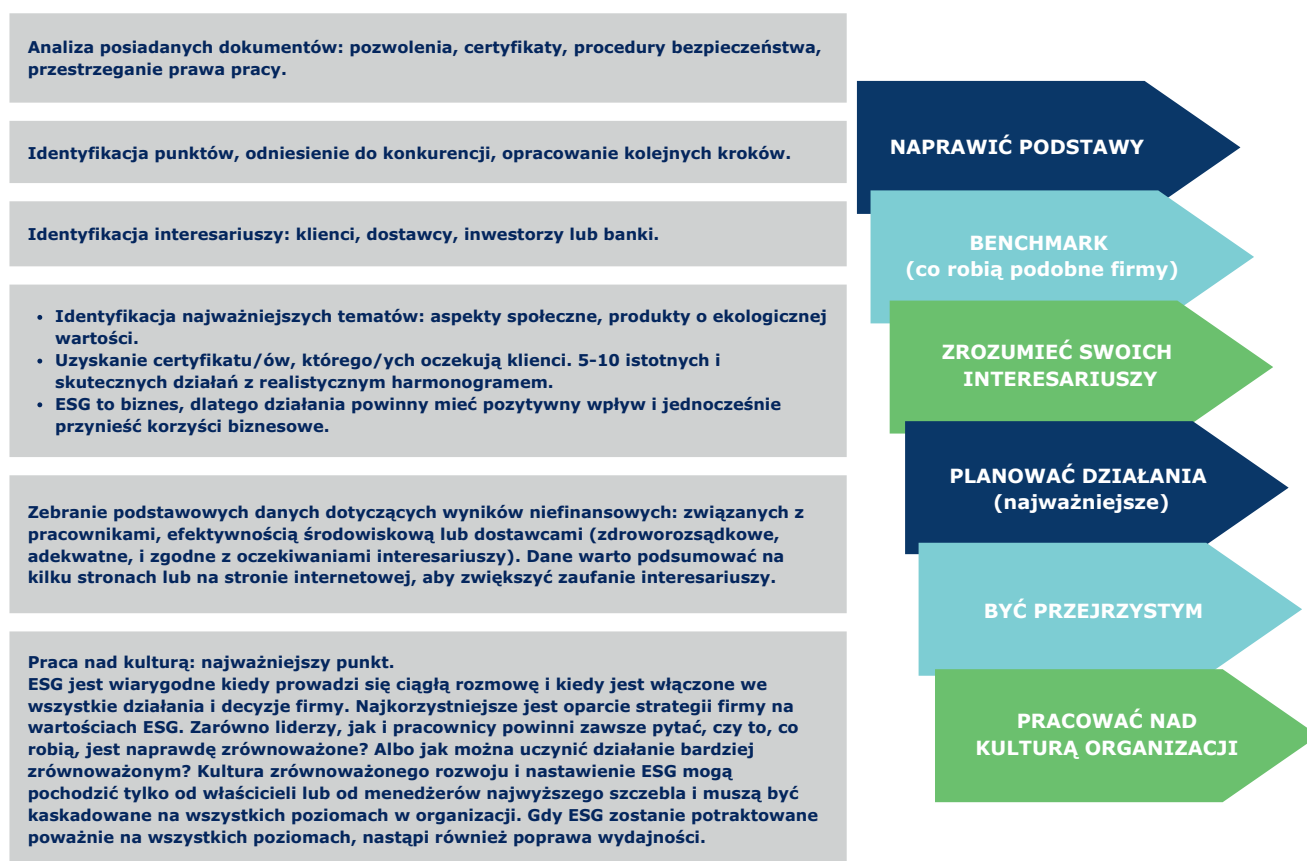 Analiza posiadanych dokumentów: pozwolenia, certyfikaty, procedury bezpieczeństwa,
przestrzeganie prawa pracy.
Identyfikacja punktów, odniesienie do konkurencji, opracowanie kolejnych kroków.
Identyfikacja interesariuszy: klienci, dostawcy, inwestorzy lub banki.
• Identyfikacja najważniejszych tematów: aspekty społeczne, produkty o ekologicznej
wartości.
• Uzyskanie certyfikatu/ów, którego/ych oczekują klienci. 5-10 istotnych i
skutecznych działań z realistycznym harmonogramem.
• ESG to biznes, dlatego działania powinny mieć pozytywny wpływ i jednocześnie
przynieść korzyści biznesowe.
Zebranie podstawowych danych dotyczących wyników niefinansowych: związanych z
pracownikami, efektywnością środowiskową lub dostawcami (zdroworozsądkowe,
adekwatne, i zgodne z oczekiwaniami interesariuszy). Dane warto podsumować na
kilku stronach lub na stronie internetowej, aby zwiększyć zaufanie interesariuszy.
Praca nad kulturą: najważniejszy punkt.
ESG jest wiarygodne kiedy prowadzi się ciągłą rozmowę i kiedy jest włączone we
wszystkie działania i decyzje firmy. Najkorzystniejsze jest oparcie strategii firmy na
wartościach ESG. Zarówno liderzy, jak i pracownicy powinni zawsze pytać, czy to, co
robią, jest naprawdę zrównoważone? Albo jak można uczynić działanie bardziej
zrównoważonym? Kultura zrównoważonego rozwoju i nastawienie ESG mogą
pochodzić tylko od właścicieli lub od menedżerów najwyższego szczebla i muszą być
kaskadowane na wszystkich poziomach w organizacji. Gdy ESG zostanie potraktowane
poważnie na wszystkich poziomach, nastąpi również poprawa wydajności.
NAPRAWIĆ PODSTAWY
BENCHMARK
(co robią podobne firmy)
ZROZUMIEĆ SWOICH
INTERESARIUSZY
PLANOWAĆ DZIAŁANIA
(najważniejsze)
BYĆ PRZEJRZYSTYM
PRACOWAĆ NAD
KULTURĄ ORGANIZACJI